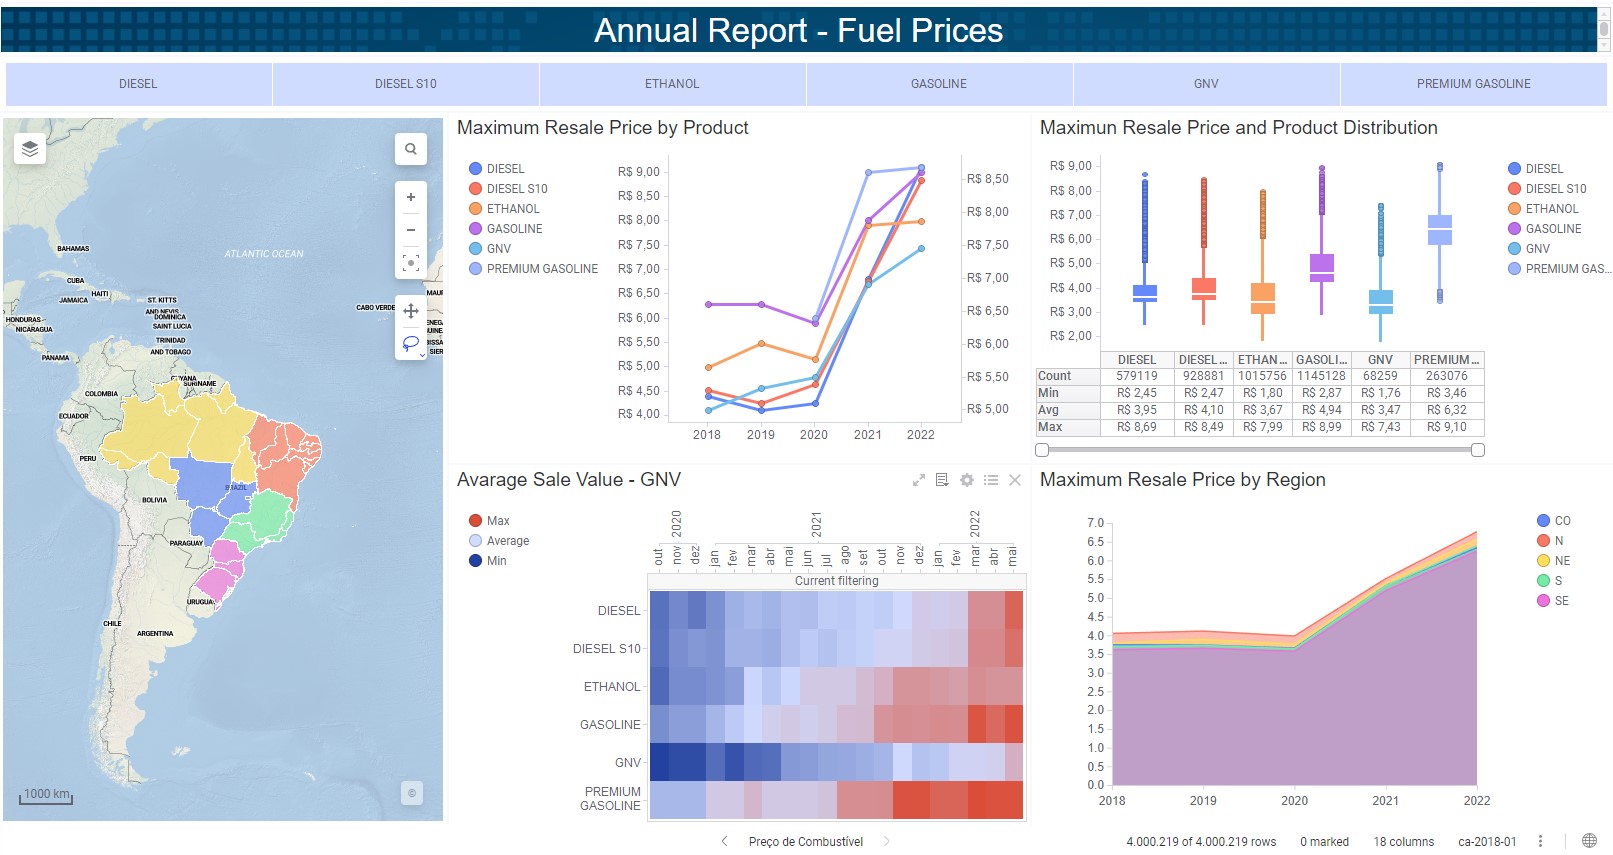 Annual Report - Fuel Prices
DIESEL
DIESEL S10
ETHANOL
GASOLINE
GNV
PREMIUM GASOLINE
BAHAMAS
ATLANTIC OCEAN
CUBA
HAITI
JAMAICA
ST. KITTS
AND NEVIS
DOMINICA
SAINT LUCIA
CABO VERDE
MAUR
HONDURAS
NICARAGUA
TRINIDAD
AND TOBAGO
PANAMA
GUYANA
SURINAME
COLOMBIA
ECUADOR
PERU
BRAZIL
BOLIVIA
PARAGUAY
URUGUAY
CHILE
ARGENTINA
1000 km
©
+
−
Maximum Resale Price by Product
DIESEL
DIESEL S10
ETHANOL
GASOLINE
GNV
PREMIUM GASOLINE
R$ 9,00
R$ 8,50
R$ 8,00
R$ 7,50
R$ 7,00
R$ 6,50
R$ 6,00
R$ 5,50
R$ 5,00
R$ 4,50
R$ 4,00
R$ 8,50
R$ 8,00
R$ 7,50
R$ 7,00
R$ 6,50
R$ 6,00
R$ 5,50
R$ 5,00
2018 2019 2020 2021 2022
Maximun Resale Price and Product Distribution
R$ 9,00
R$ 8,00
R$ 7,00
R$ 6,00
R$ 5,00
R$ 4,00
R$ 3,00
R$ 2,00
DIESEL
DIESEL S10
ETHANOL
GASOLINE
GNV
PREMIUM GAS...
DIESEL DIESEL... ETHAN... GASOLI... GNV PREMIUM...
Count 579119 928881 1015756 1145128 68259 263076
Min R$ 2,45 R$ 2,47 R$ 1,80 R$ 2,87 R$ 1,76 R$ 3,46
Avg R$ 3,95 R$ 4,10 R$ 3,67 R$ 4,94 R$ 3,47 R$ 6,32
Max R$ 8,69 R$ 8,49 R$ 7,99 R$ 8,99 R$ 7,43 R$ 9,10
Avarage Sale Value - GNV
Max
Average
Min
2020 2021 2022
out nov dez jan fev mar abr mai jun jul ago set out nov dez jan fev mar abr mai
Current filtering
DIESEL
DIESEL S10
ETHANOL
GASOLINE
GNV
PREMIUM
GASOLINE
Maximum Resale Price by Region
7.0
6.5
6.0
5.5
5.0
4.5
4.0
3.5
3.0
2.5
2.0
1.5
1.0
0.5
0.0
2018 2019 2020 2021 2022
CO
N
NE
S
SE
Preço de Combustível
4.000.219 of 4.000.219 rows 0 marked 18 columns ca-2018-01